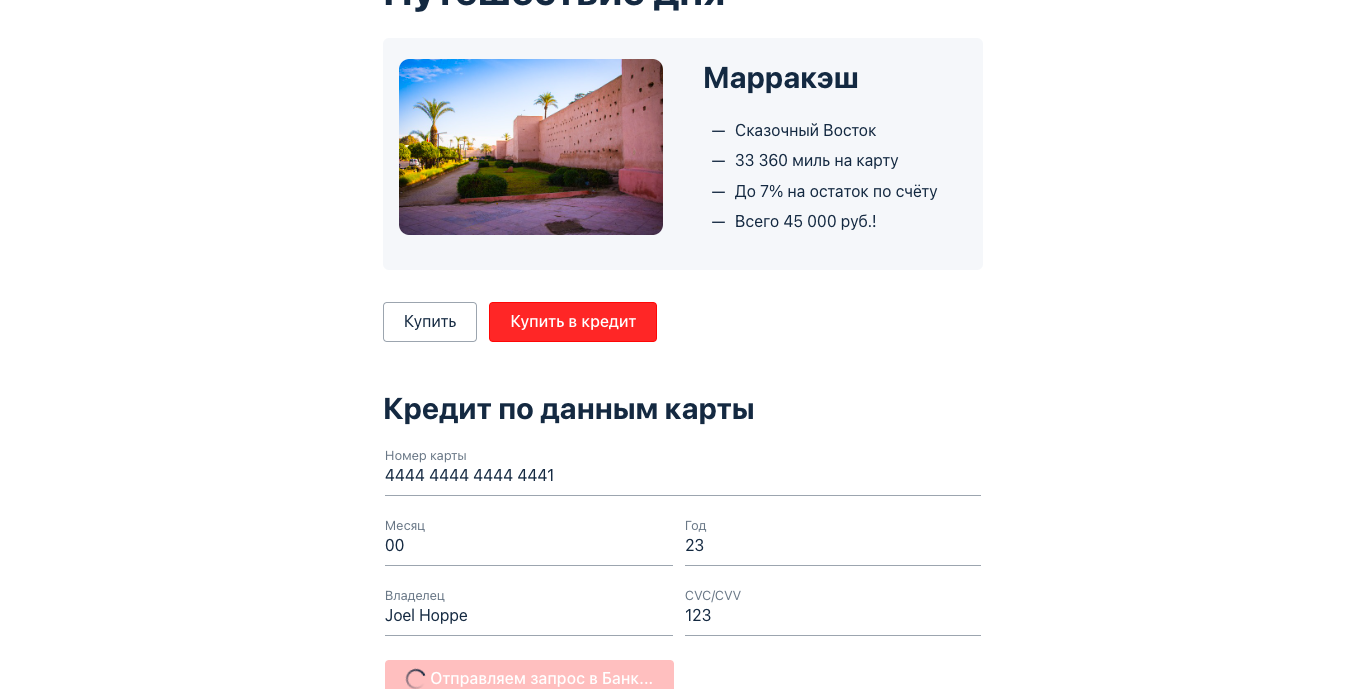 Путешествие дня
Марракэш
— Сказочный Восток
— 33 360 миль на карту
— До 7% на остаток по счёту
— Всего 45 000 руб.!
Купить
Купить в кредит
Кредит по данным карты
Номер карты
4444 4444 4444 4441
Месяц
Год
00
23
Владелец
CVC/CVV
Joel Hoppe
123
Отправляем запрос в Банк...